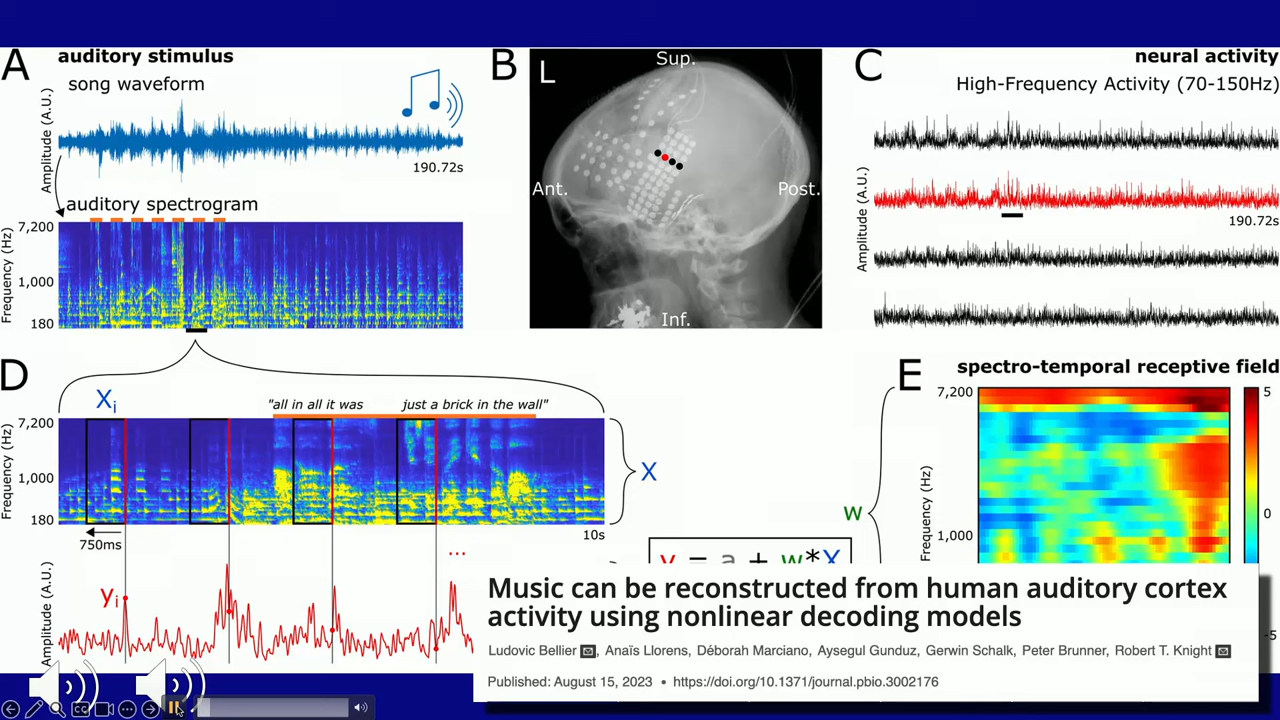 A
auditory stimulus
song waveform
Amplitude (A.U.)
190.72s
auditory spectrogram
Frequency (Hz)
7,200
1,000
180
B
L
Sup.
Ant.
Post.
Inf.
C
neural activity
High-Frequency Activity (70-150Hz)
Amplitude (A.U.)
190.72s
D
Xi
"all in all it was
just a brick in the wall"
Frequency (Hz)
7,200
1,000
180
X
750ms
10s
...
Amplitude (A.U.)
yi
y = a + w*X
w
E
spectro-temporal receptive field
7,200
1,000
Frequency (Hz)
5
0
-5
Music can be reconstructed from human auditory cortex
activity using nonlinear decoding models
Ludovic Bellier, Anaïs Llorens, Déborah Marciano, Aysegul Gunduz, Gerwin Schalk, Peter Brunner, Robert T. Knight
Published: August 15, 2023 • https://doi.org/10.1371/journal.pbio.3002176
CC